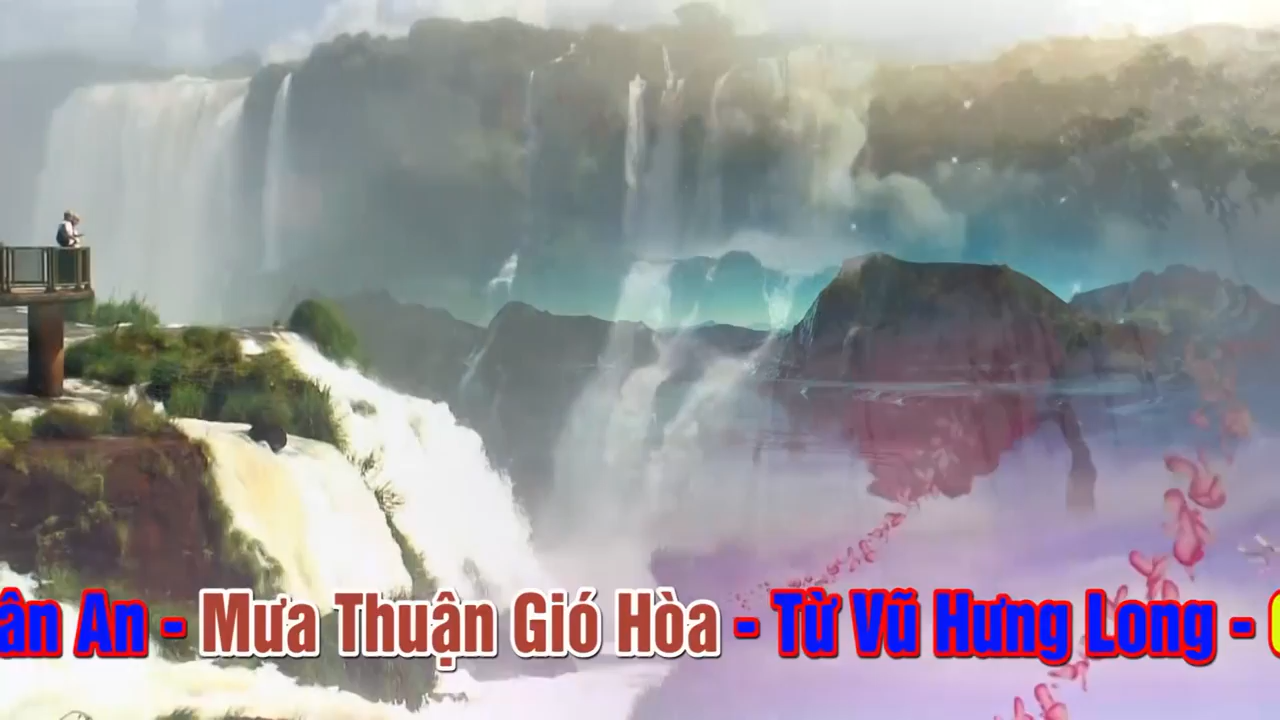 ân An - Mưa Thuận Gió Hòa - Từ Vũ Hưng Long -